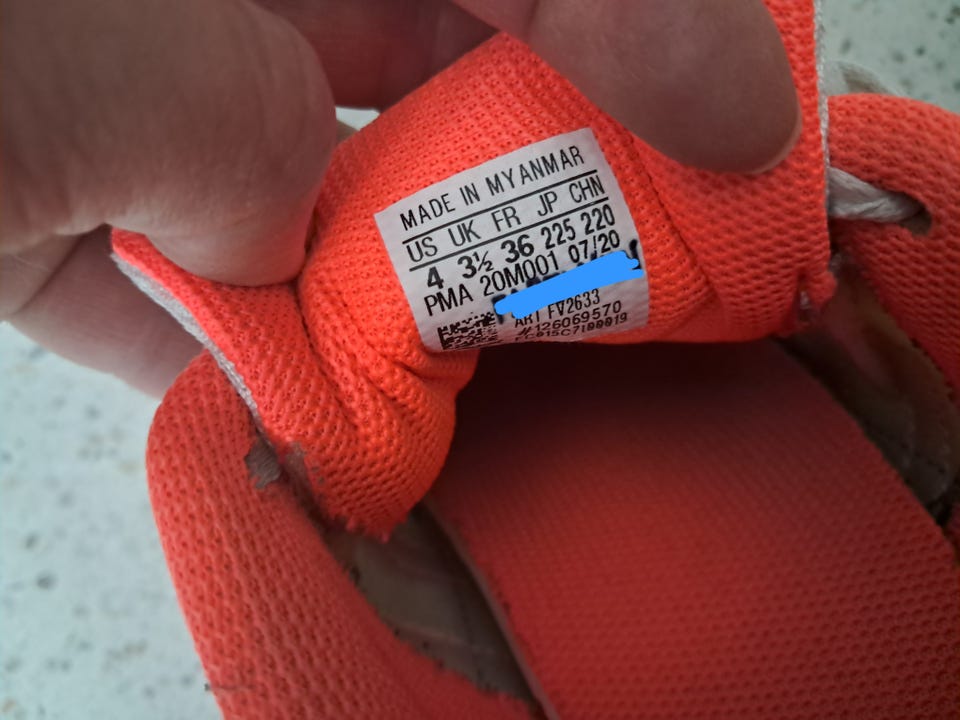 MADE IN MYANMAR
US UK FR JP CHN
4 3½ 36 225 220
PMA 20M001 07/20
ART FV2633
#126069570